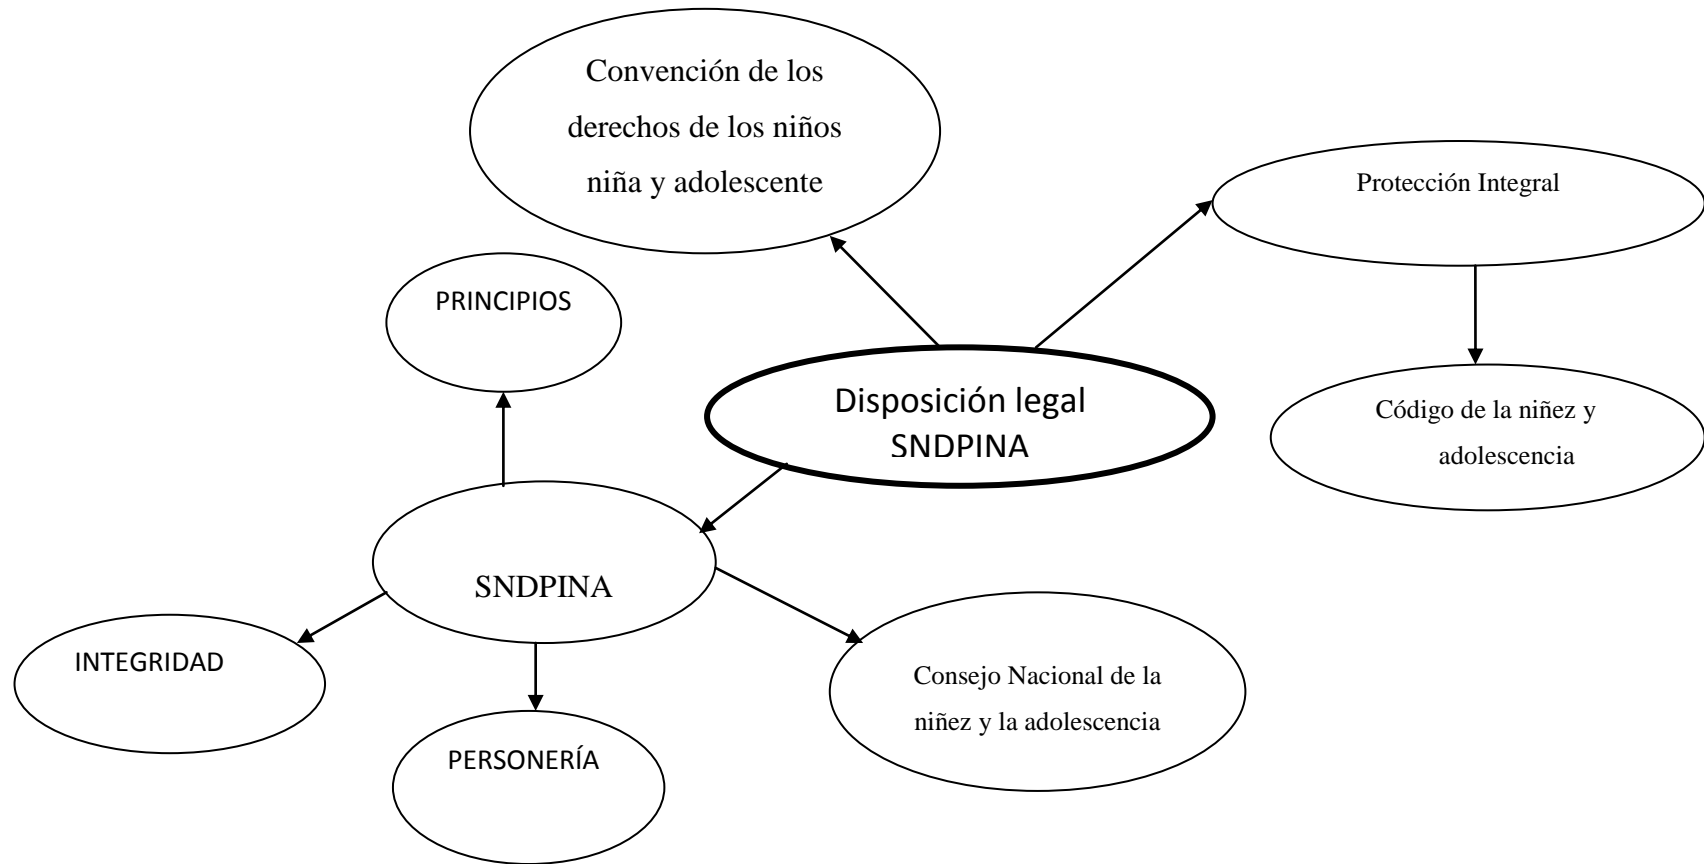 Convención de los
derechos de los niños
niña y adolescente
Protección Integral
PRINCIPIOS
Disposición legal
SNDPINA
Código de la niñez y
adolescencia
SNDPINA
INTEGRIDAD
Consejo Nacional de la
niñez y la adolescencia
PERSONERÍA